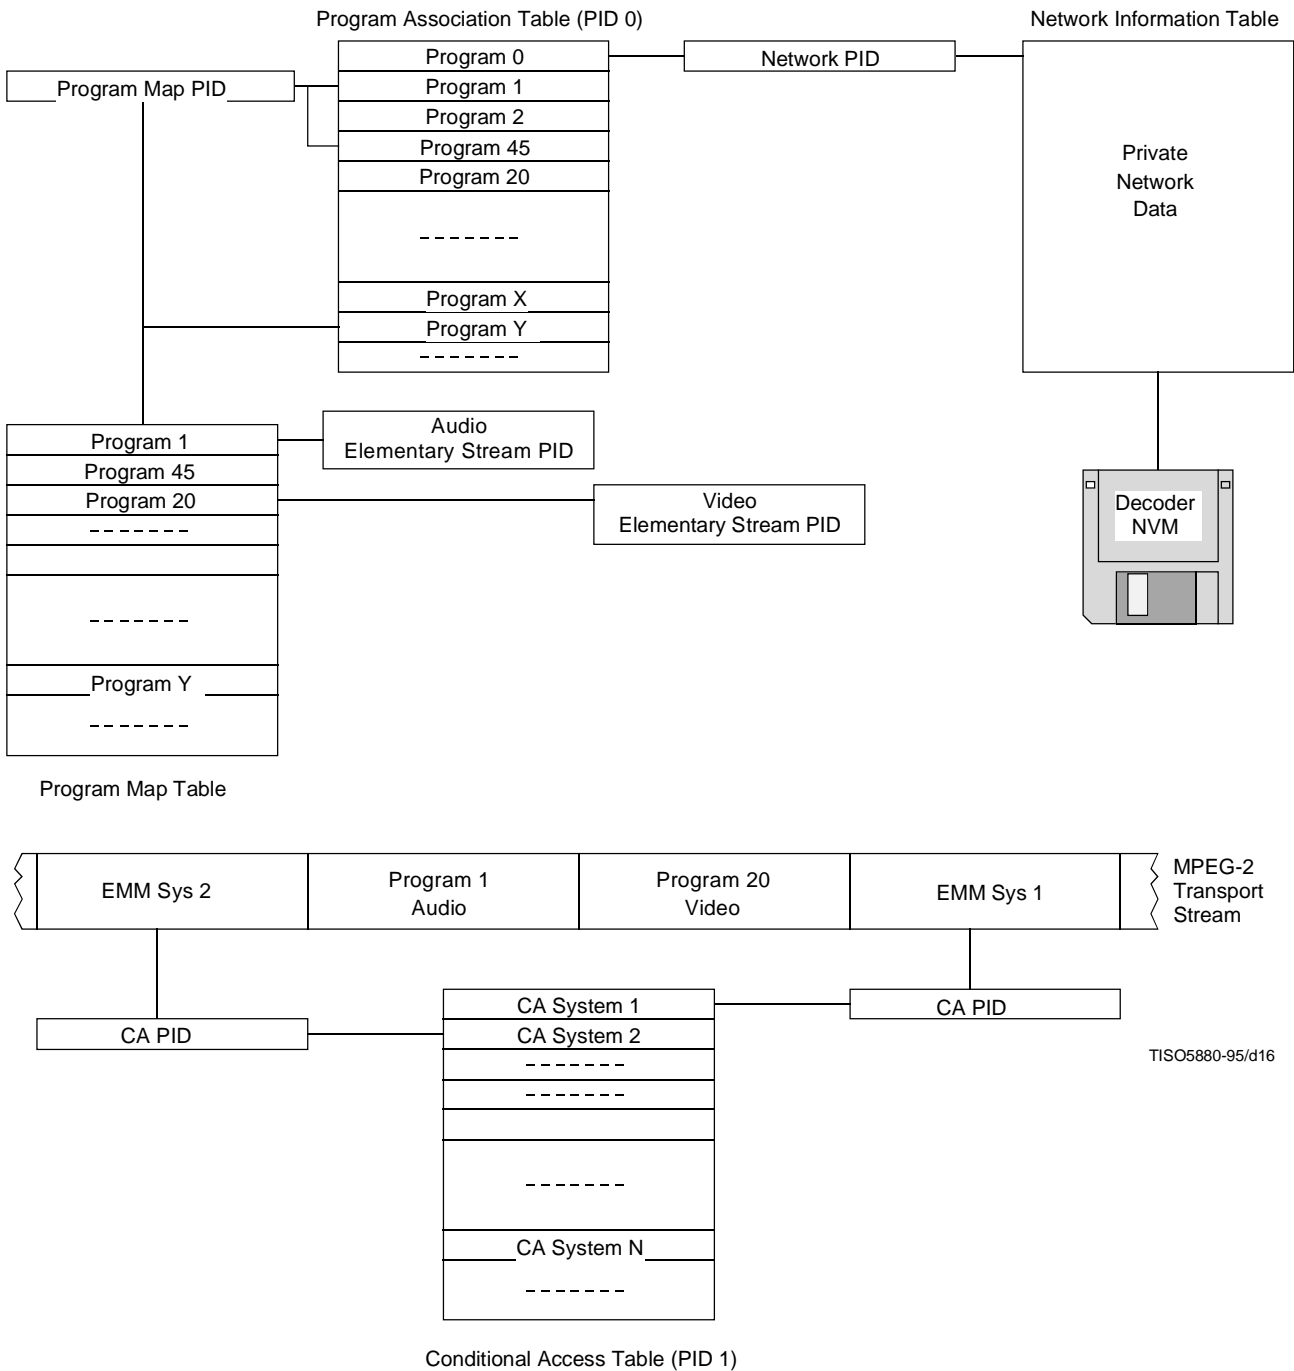 Program Association Table (PID 0)
Network Information Table
Program 0
Network PID
Program Map PID
Program 1
Program 2
Program 45
Program 20
- - - - - - -
Program X
Program Y
- - - - - - -
Private
Network
Data
Program 1
Program 45
Program 20
- - - - - - -
- - - - - - -
Program Y
- - - - - - -
Audio
Elementary Stream PID
Video
Elementary Stream PID
Decoder
NVM
Program Map Table
EMM Sys 2
Program 1
Audio
Program 20
Video
EMM Sys 1
MPEG-2
Transport
Stream
CA System 1
CA PID
CA PID
CA System 2
- - - - - - -
- - - - - - -
- - - - - - -
CA System N
- - - - - - -
TISO5880-95/d16
Conditional Access Table (PID 1)